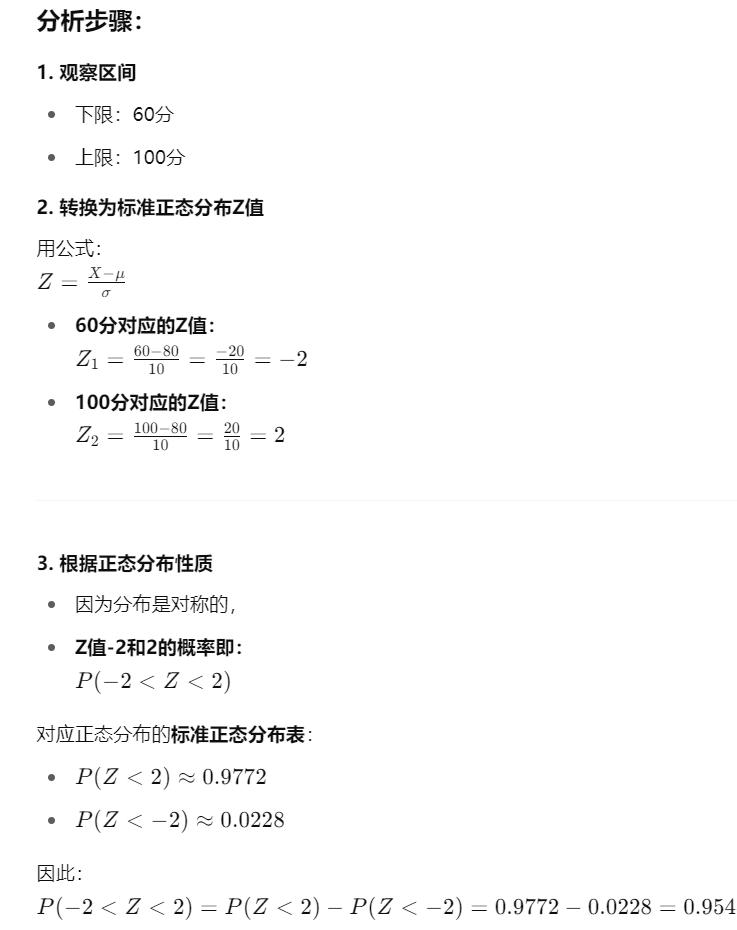 分析步骤：
1. 观察区间
• 下限：60分
• 上限：100分
2. 转换为标准正态分布Z值
用公式：
Z = \frac{X-μ}{σ}
• 60分对应的Z值：
Z_1 = \frac{60-80}{10} = \frac{-20}{10} = -2
• 100分对应的Z值：
Z_2 = \frac{100-80}{10} = \frac{20}{10} = 2
3. 根据正态分布性质
• 因为分布是对称的，
• Z值-2和2的概率即：
P(-2 < Z < 2)
对应正态分布的标准正态分布表：
• P(Z < 2) ≈ 0.9772
• P(Z < -2) ≈ 0.0228
因此：
P(-2 < Z < 2) = P(Z < 2) - P(Z < -2) = 0.9772 - 0.0228 = 0.954